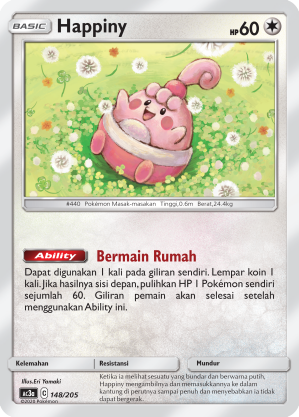 BASIC Happiny HP60
#440 Pokémon Masak-masakan Tinggi,0.6m Berat,24.4kg
Ability Bermain Rumah
Dapat digunakan 1 kali pada giliran sendiri. Lempar koin 1
kali. Jika hasilnya sisi depan, pulihkan HP 1 Pokémon sendiri
sejumlah 60. Giliran pemain akan selesai setelah
menggunakan Ability ini.
Kelemahan Resistansi Mundur
Illus.Eri Yamaki
Ketika ia melihat sesuatu yang bundar dan berwarna putih,
Happiny mengambilnya dan memasukkannya ke dalam
kantung di perutnya sampai penuh dan menyebabkan ia tidak
dapat bergerak.
AC3a C 148/205
©2020 Pokémon